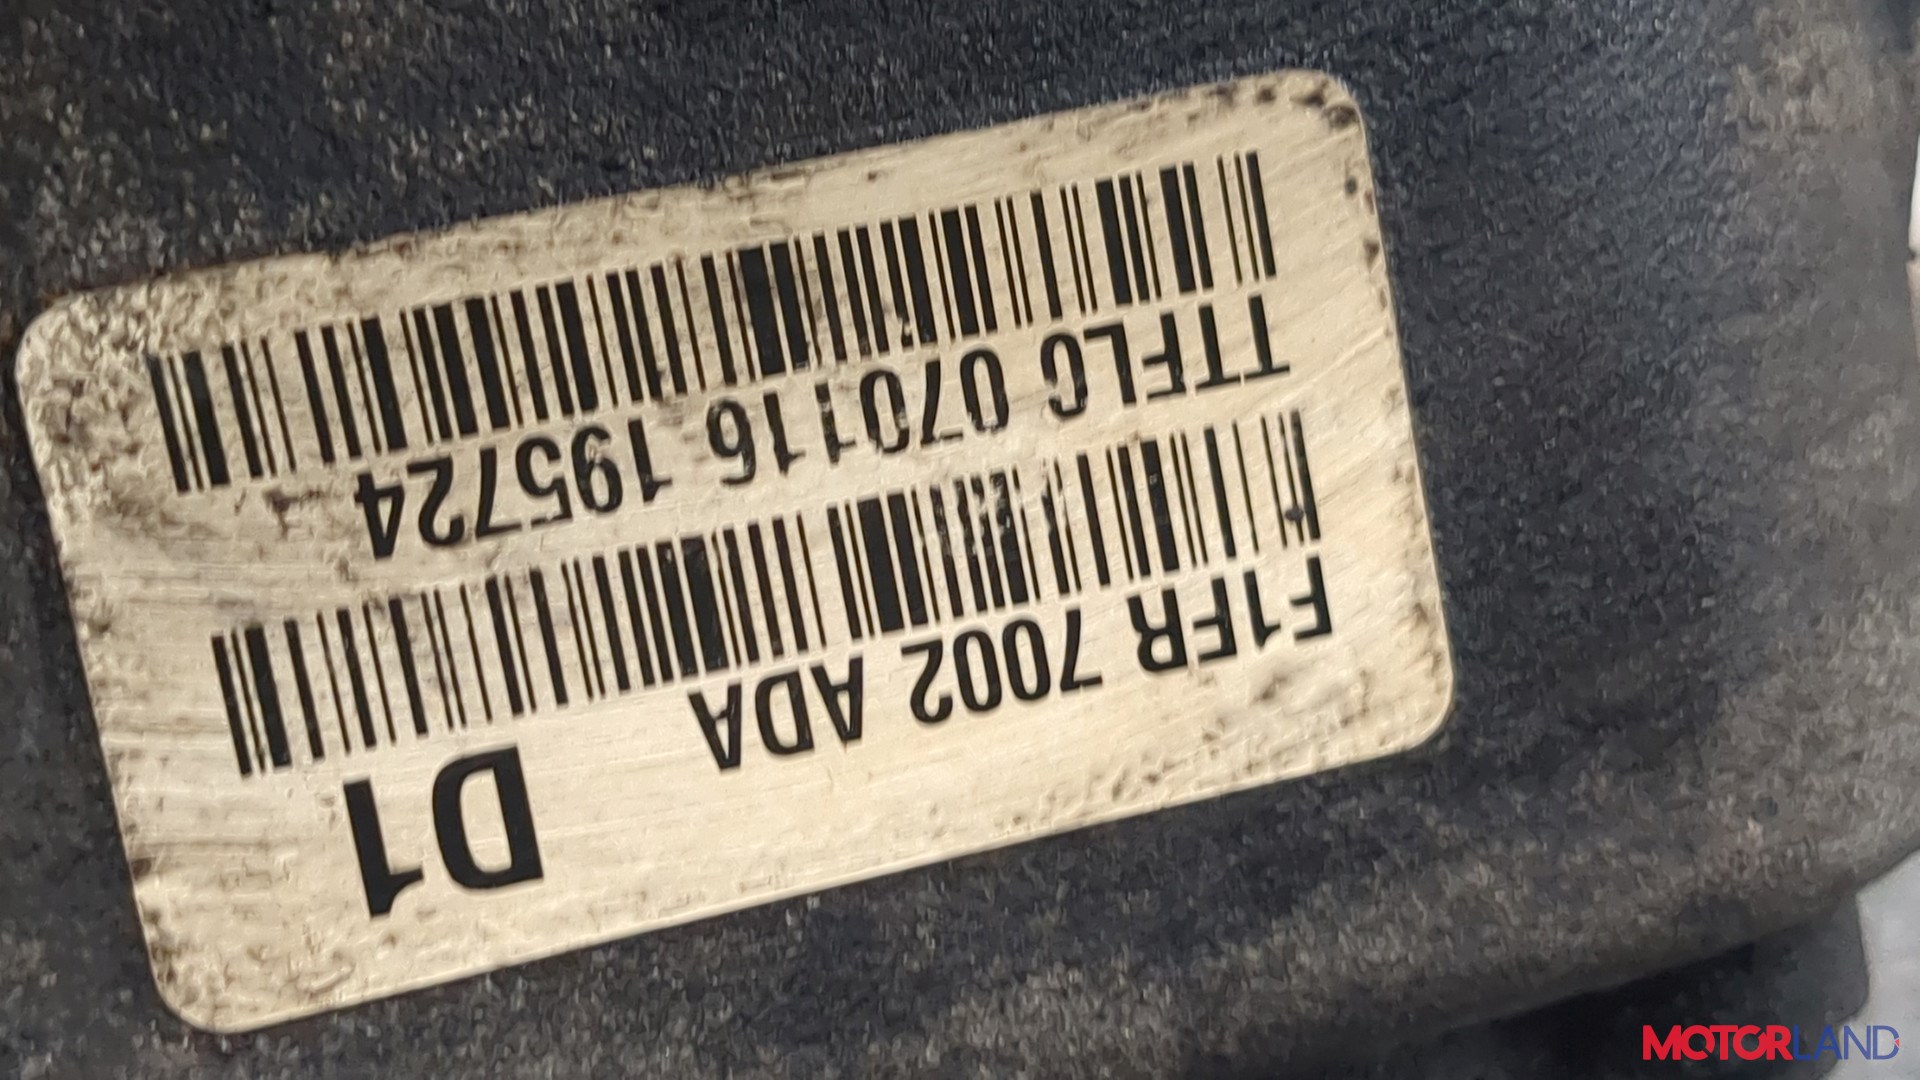 D1
F1FR 7002 ADA
TTFLC 070116 195724
MOTORLAND